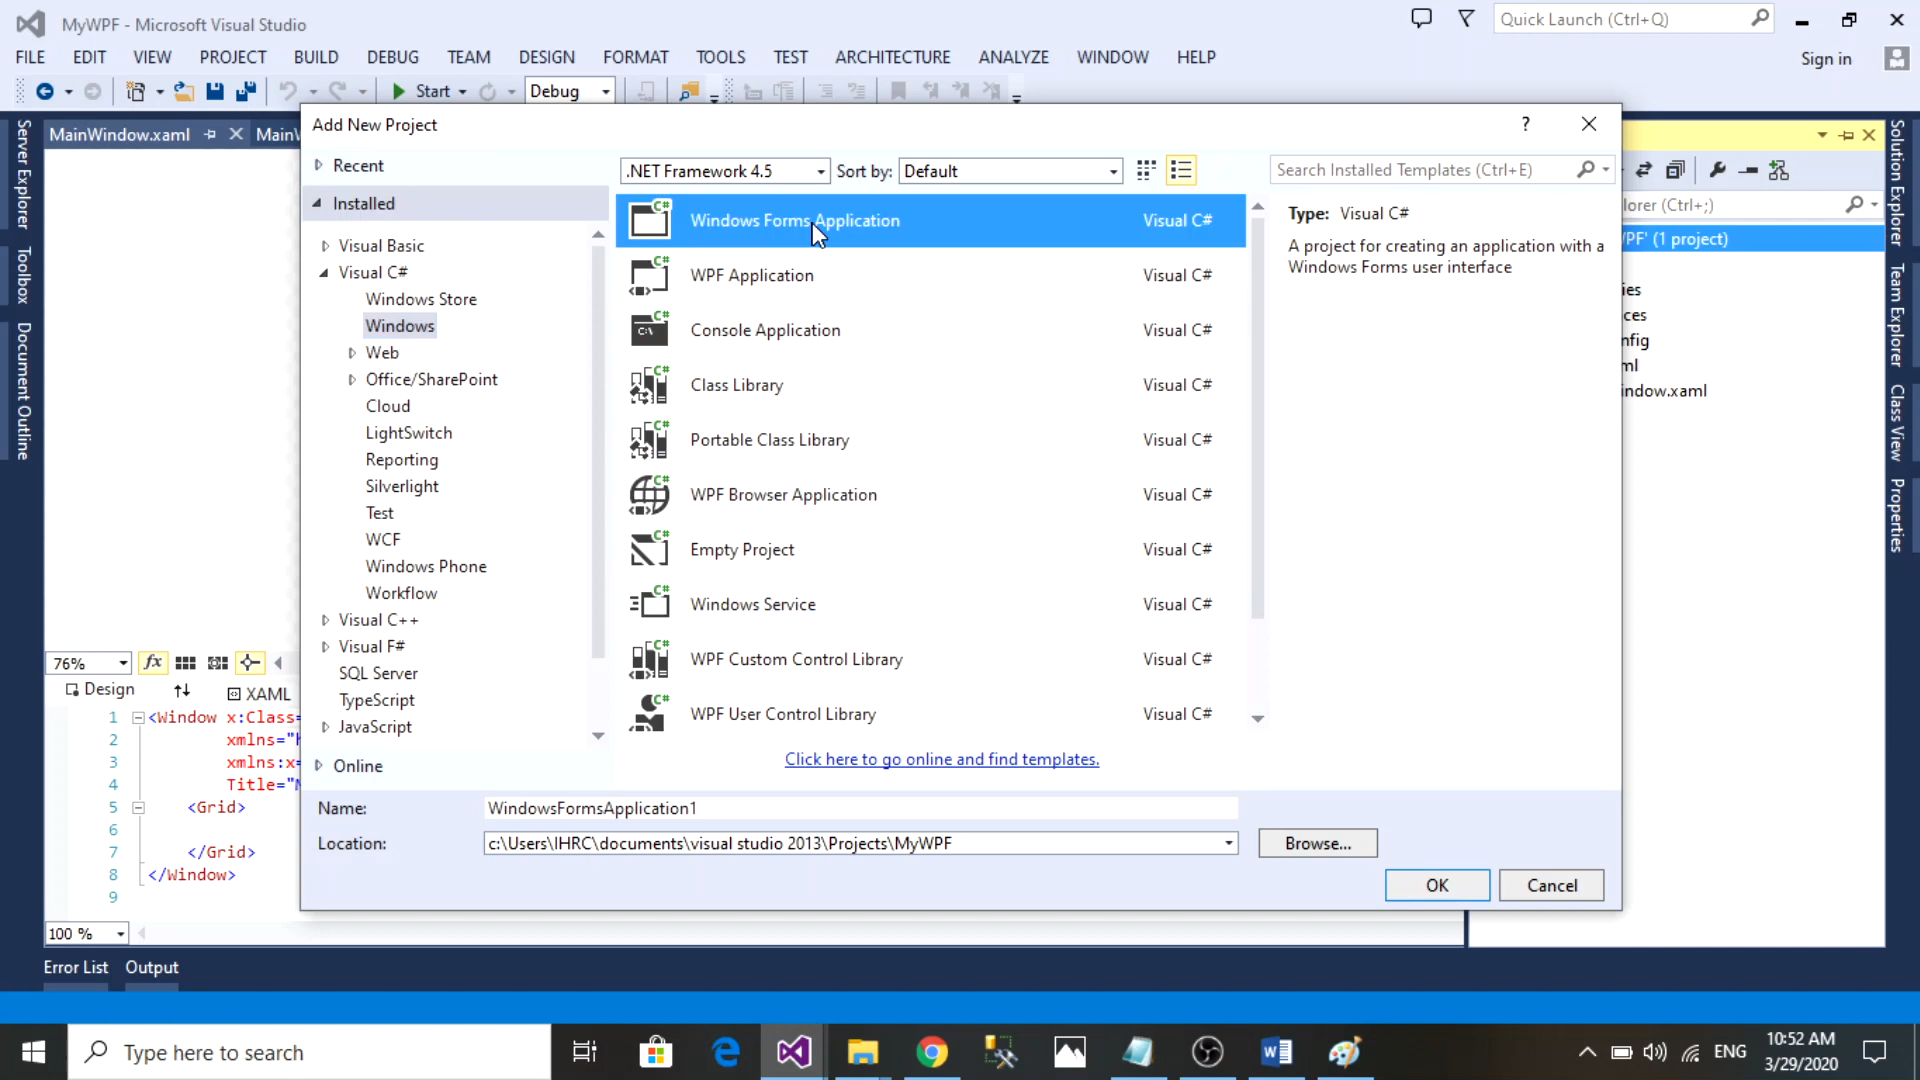 MyWPF - Microsoft Visual Studio
Quick Launch (Ctrl+Q)
FILE EDIT VIEW PROJECT BUILD DEBUG TEAM DESIGN FORMAT TOOLS TEST ARCHITECTURE ANALYZE WINDOW HELP
Sign in
Start
Debug
Server Explorer
Toolbox
Document Outline
MainWindow.xaml
Add New Project
?
Recent
Installed
Visual Basic
Visual C#
Windows Store
Windows
Web
Office/SharePoint
Cloud
LightSwitch
Reporting
Silverlight
Test
WCF
Windows Phone
Workflow
Visual C++
Visual F#
SQL Server
TypeScript
JavaScript
Online
.NET Framework 4.5
Sort by: Default
Search Installed Templates (Ctrl+E)
Windows Forms Application Visual C#
WPF Application Visual C#
Console Application Visual C#
Class Library Visual C#
Portable Class Library Visual C#
WPF Browser Application Visual C#
Empty Project Visual C#
Windows Service Visual C#
WPF Custom Control Library Visual C#
WPF User Control Library Visual C#
Click here to go online and find templates.
Type: Visual C#
A project for creating an application with a
Windows Forms user interface
Name: WindowsFormsApplication1
Location: c:\Users\IHRC\documents\visual studio 2013\Projects\MyWPF
Browse...
OK
Cancel
(Ctrl+;)
(1 project)
Solution Explorer
Team Explorer
Class View
Properties
76%
fx
Design
XAML
1 <Window x:Class=
2 xmlns="
3 xmlns:x=
4 Title="
5 <Grid>
6
7 </Grid>
8 </Window>
9
100 %
Error List Output
Type here to search
ENG
10:52 AM
3/29/2020